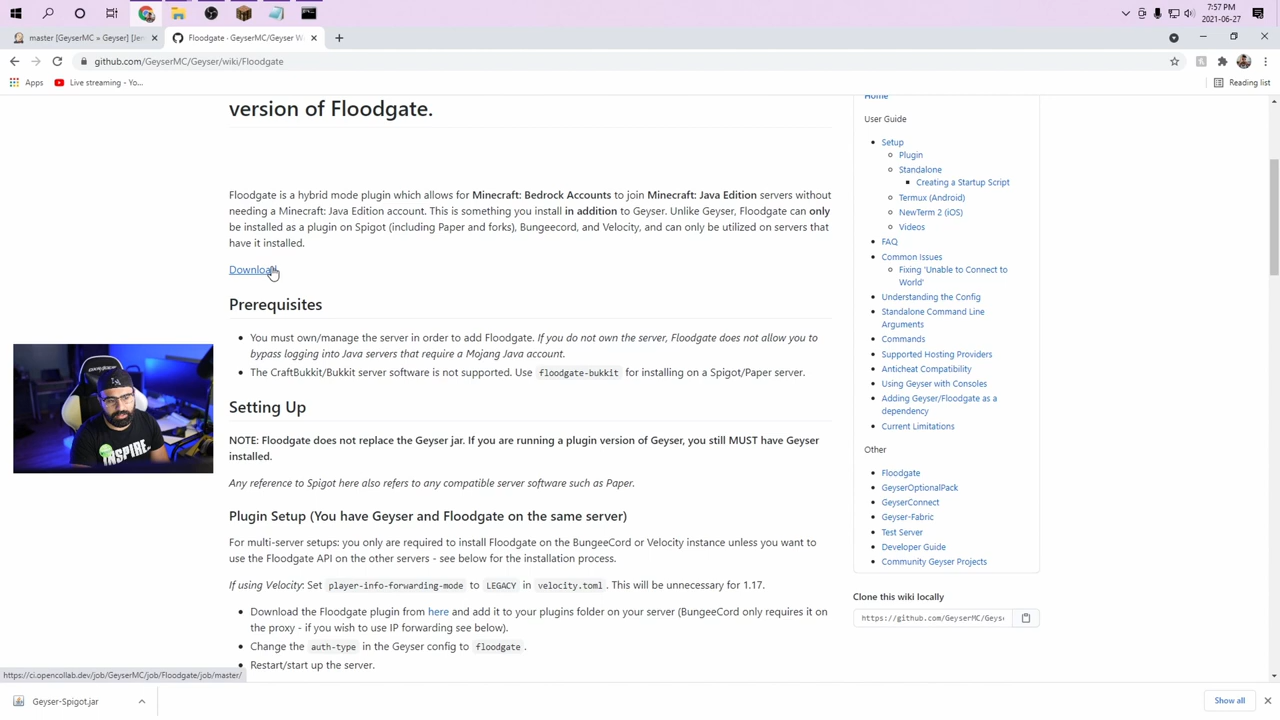 7:57 PM
2021-06-27
master [GeyserMC » Geyser] [Jen
Floodgate · GeyserMC/Geyser W
github.com/GeyserMC/Geyser/wiki/Floodgate
Apps
Live streaming - Yo...
Reading list
version of Floodgate.
Floodgate is a hybrid mode plugin which allows for Minecraft: Bedrock Accounts to join Minecraft: Java Edition servers without
needing a Minecraft: Java Edition account. This is something you install in addition to Geyser. Unlike Geyser, Floodgate can only
be installed as a plugin on Spigot (including Paper and forks), Bungeecord, and Velocity, and can only be utilized on servers that
have it installed.
Download
Prerequisites
You must own/manage the server in order to add Floodgate. If you do not own the server, Floodgate does not allow you to
bypass logging into Java servers that require a Mojang Java account.
The CraftBukkit/Bukkit server software is not supported. Use floodgate-bukkit for installing on a Spigot/Paper server.
Setting Up
NOTE: Floodgate does not replace the Geyser jar. If you are running a plugin version of Geyser, you still MUST have Geyser
installed.
Any reference to Spigot here also refers to any compatible server software such as Paper.
Plugin Setup (You have Geyser and Floodgate on the same server)
For multi-server setups: you only are required to install Floodgate on the BungeeCord or Velocity instance unless you want to
use the Floodgate API on the other servers - see below for the installation process.
If using Velocity: Set player-info-forwarding-mode to LEGACY in velocity.toml. This will be unnecessary for 1.17.
Download the Floodgate plugin from here and add it to your plugins folder on your server (BungeeCord only requires it on
the proxy - if you wish to use IP forwarding see below).
Change the auth-type in the Geyser config to floodgate.
Restart/start up the server.
Home
User Guide
Setup
Plugin
Standalone
Creating a Startup Script
Termux (Android)
NewTerm 2 (iOS)
Videos
FAQ
Common Issues
Fixing 'Unable to Connect to
World'
Understanding the Config
Standalone Command Line
Arguments
Commands
Supported Hosting Providers
Anticheat Compatibility
Using Geyser with Consoles
Adding Geyser/Floodgate as a
dependency
Current Limitations
Other
Floodgate
GeyserOptionalPack
GeyserConnect
Geyser-Fabric
Test Server
Developer Guide
Community Geyser Projects
Clone this wiki locally
https://github.com/GeyserMC/Geyse
INSPIRE.
https://ci.opencollab.dev/job/GeyserMC/job/Floodgate/job/master/
Geyser-Spigot.jar
Show all